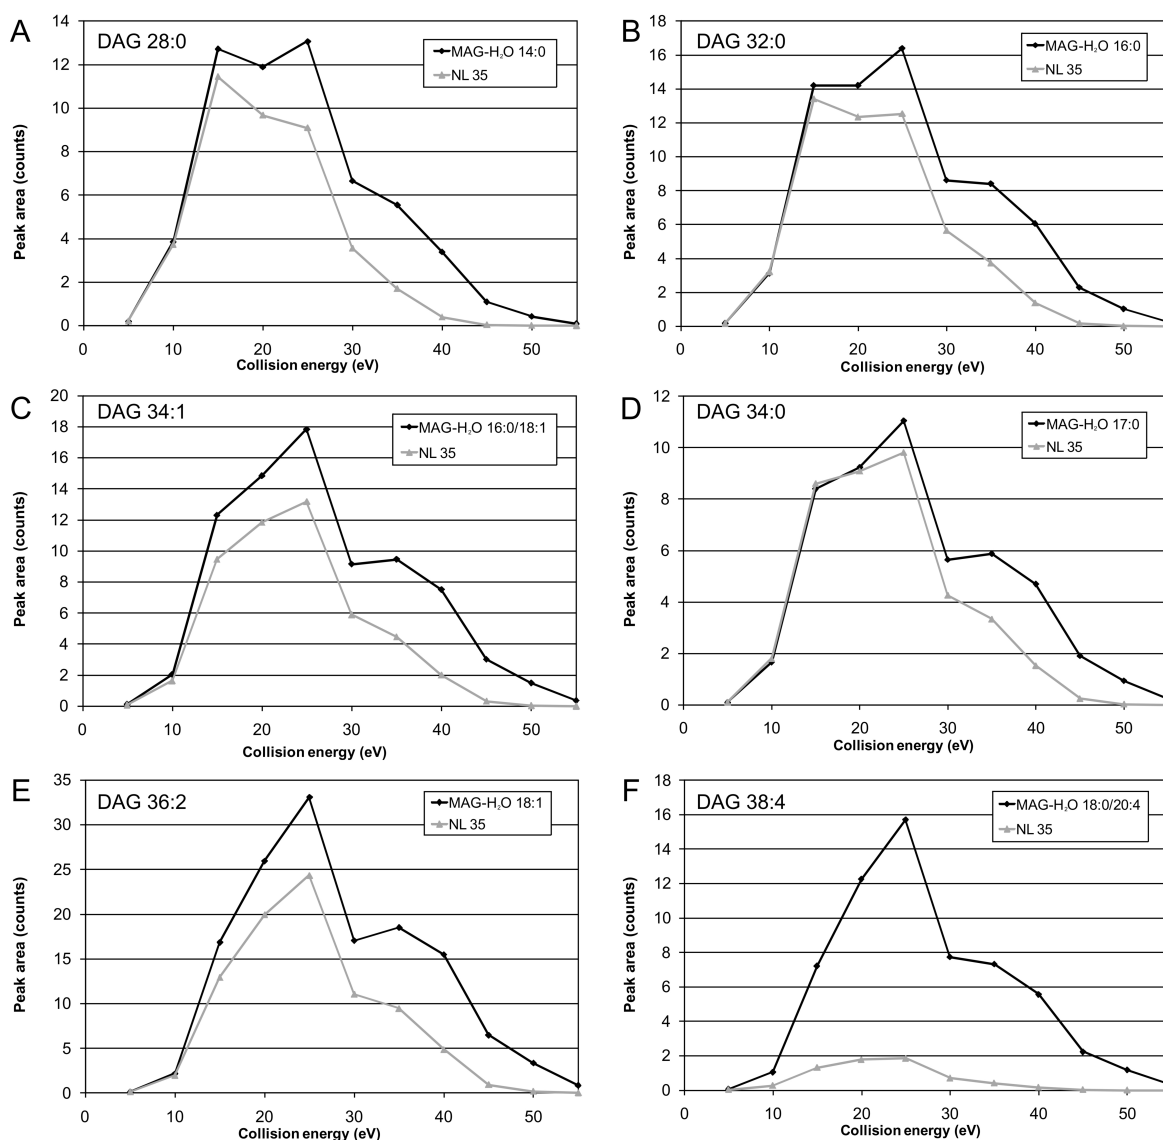 A
DAG 28:0
MAG-H₂O 14:0
NL 35
Peak area (counts)
14
12
10
8
6
4
2
0
0 10 20 30 40 50
Collision energy (eV)
B
DAG 32:0
MAG-H₂O 16:0
NL 35
Peak area (counts)
18
16
14
12
10
8
6
4
2
0
0 10 20 30 40 50
Collision energy (eV)
C
DAG 34:1
MAG-H₂O 16:0/18:1
NL 35
Peak area (counts)
20
18
16
14
12
10
8
6
4
2
0
0 10 20 30 40 50
Collision energy (eV)
D
DAG 34:0
MAG-H₂O 17:0
NL 35
Peak area (counts)
12
10
8
6
4
2
0
0 10 20 30 40 50
Collision energy (eV)
E
DAG 36:2
MAG-H₂O 18:1
NL 35
Peak area (counts)
35
30
25
20
15
10
5
0
0 10 20 30 40 50
Collision energy (eV)
F
DAG 38:4
MAG-H₂O 18:0/20:4
NL 35
Peak area (counts)
18
16
14
12
10
8
6
4
2
0
0 10 20 30 40 50
Collision energy (eV)